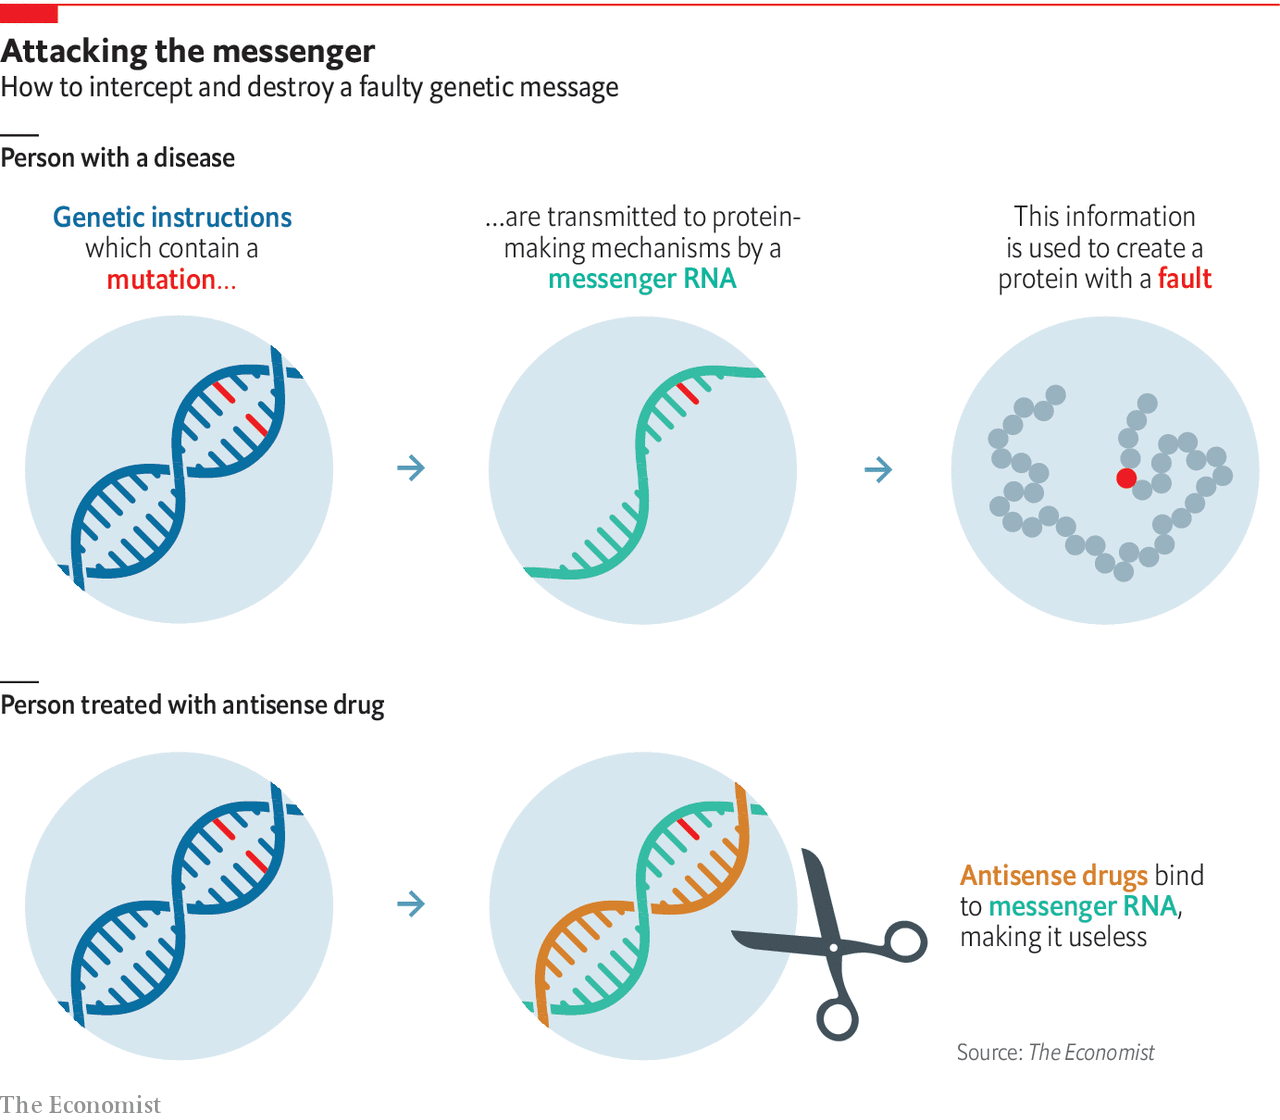 Attacking the messenger
How to intercept and destroy a faulty genetic message
Person with a disease
Genetic instructions
which contain a
mutation...
...are transmitted to protein-
making mechanisms by a
messenger RNA
This information
is used to create a
protein with a fault
Person treated with antisense drug
Antisense drugs bind
to messenger RNA,
making it useless
Source: The Economist
The Economist